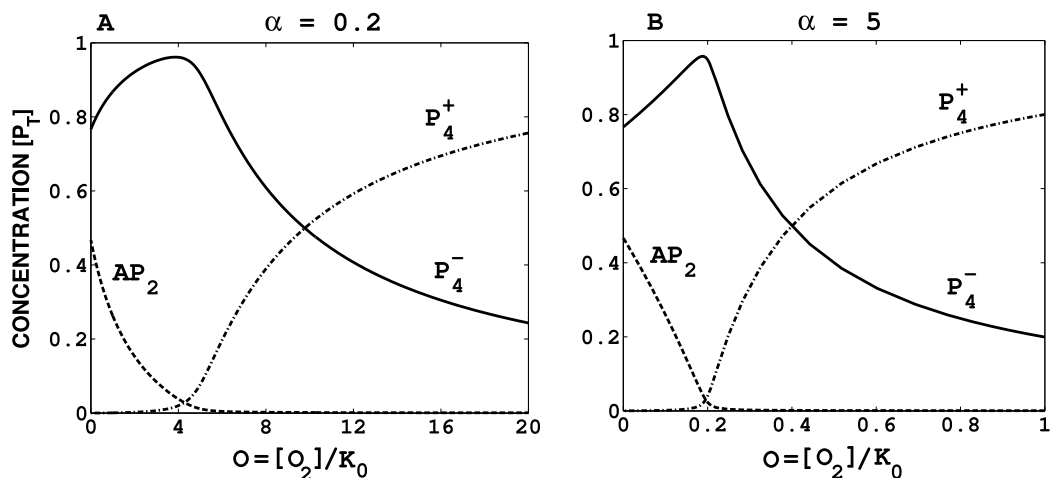 A α = 0.2
CONCENTRATION [P_T]
1
0.8
0.6
0.4
0.2
0
P_4^+
AP_2
P_4^-
0 4 8 12 16 20
O=[O_2]/K_0
B α = 5
1
0.8
0.6
0.4
0.2
0
P_4^+
AP_2
P_4^-
0 0.2 0.4 0.6 0.8 1
O=[O_2]/K_0